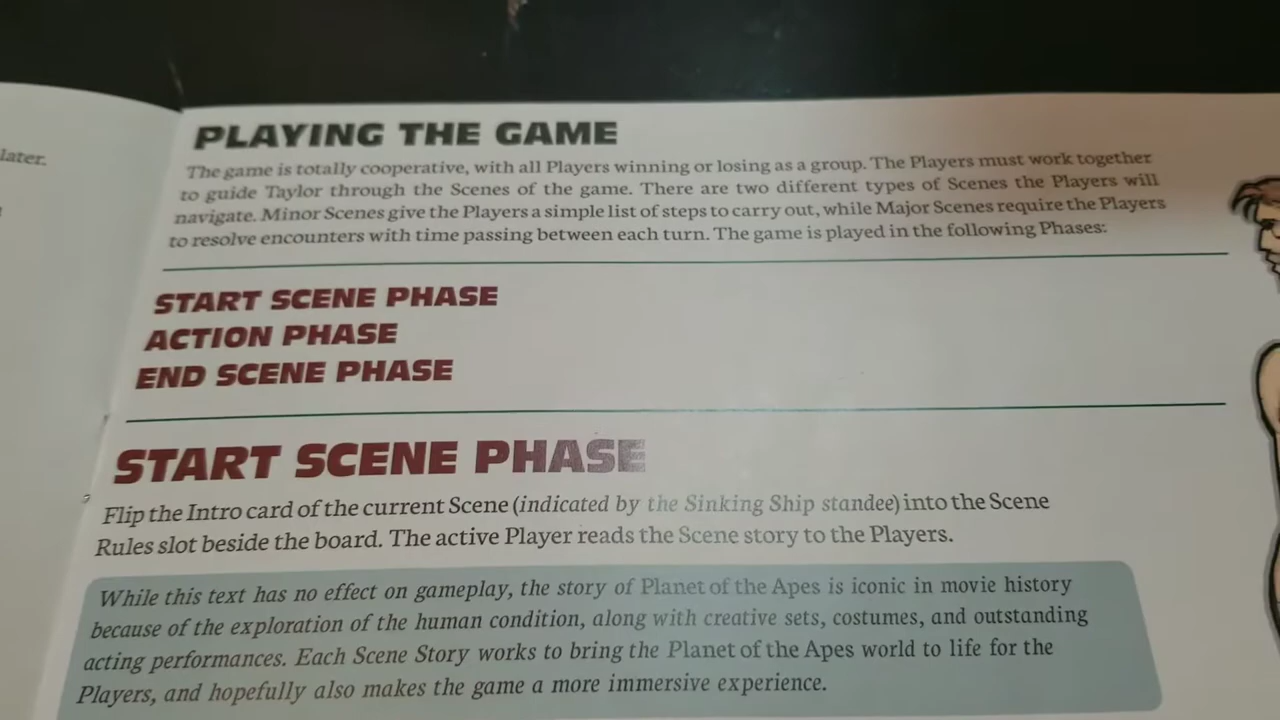 later.
PLAYING THE GAME
The game is totally cooperative, with all Players winning or losing as a group. The Players must work together
to guide Taylor through the Scenes of the game. There are two different types of Scenes the Players will
navigate. Minor Scenes give the Players a simple list of steps to carry out, while Major Scenes require the Players
to resolve encounters with time passing between each turn. The game is played in the following Phases:
START SCENE PHASE
ACTION PHASE
END SCENE PHASE
START SCENE PHASE
Flip the Intro card of the current Scene (indicated by the Sinking Ship standee) into the Scene
Rules slot beside the board. The active Player reads the Scene story to the Players.
While this text has no effect on gameplay, the story of Planet of the Apes is iconic in movie history
because of the exploration of the human condition, along with creative sets, costumes, and outstanding
acting performances. Each Scene Story works to bring the Planet of the Apes world to life for the
Players, and hopefully also makes the game a more immersive experience.